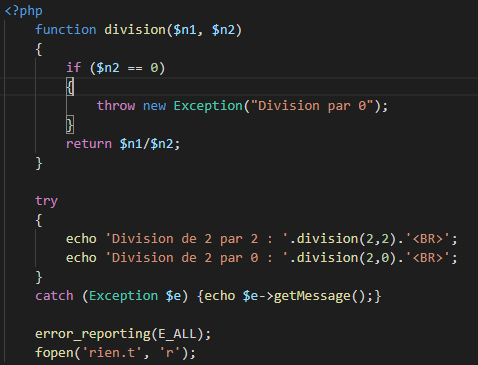 <?php
function division($n1, $n2)
{
if ($n2 == 0)
{
throw new Exception("Division par 0");
}
return $n1/$n2;
}
try
{
echo 'Division de 2 par 2 : '.division(2,2).'<BR>';
echo 'Division de 2 par 0 : '.division(2,0).'<BR>';
}
catch (Exception $e) {echo $e->getMessage();}
error_reporting(E_ALL);
fopen('rien.t', 'r');